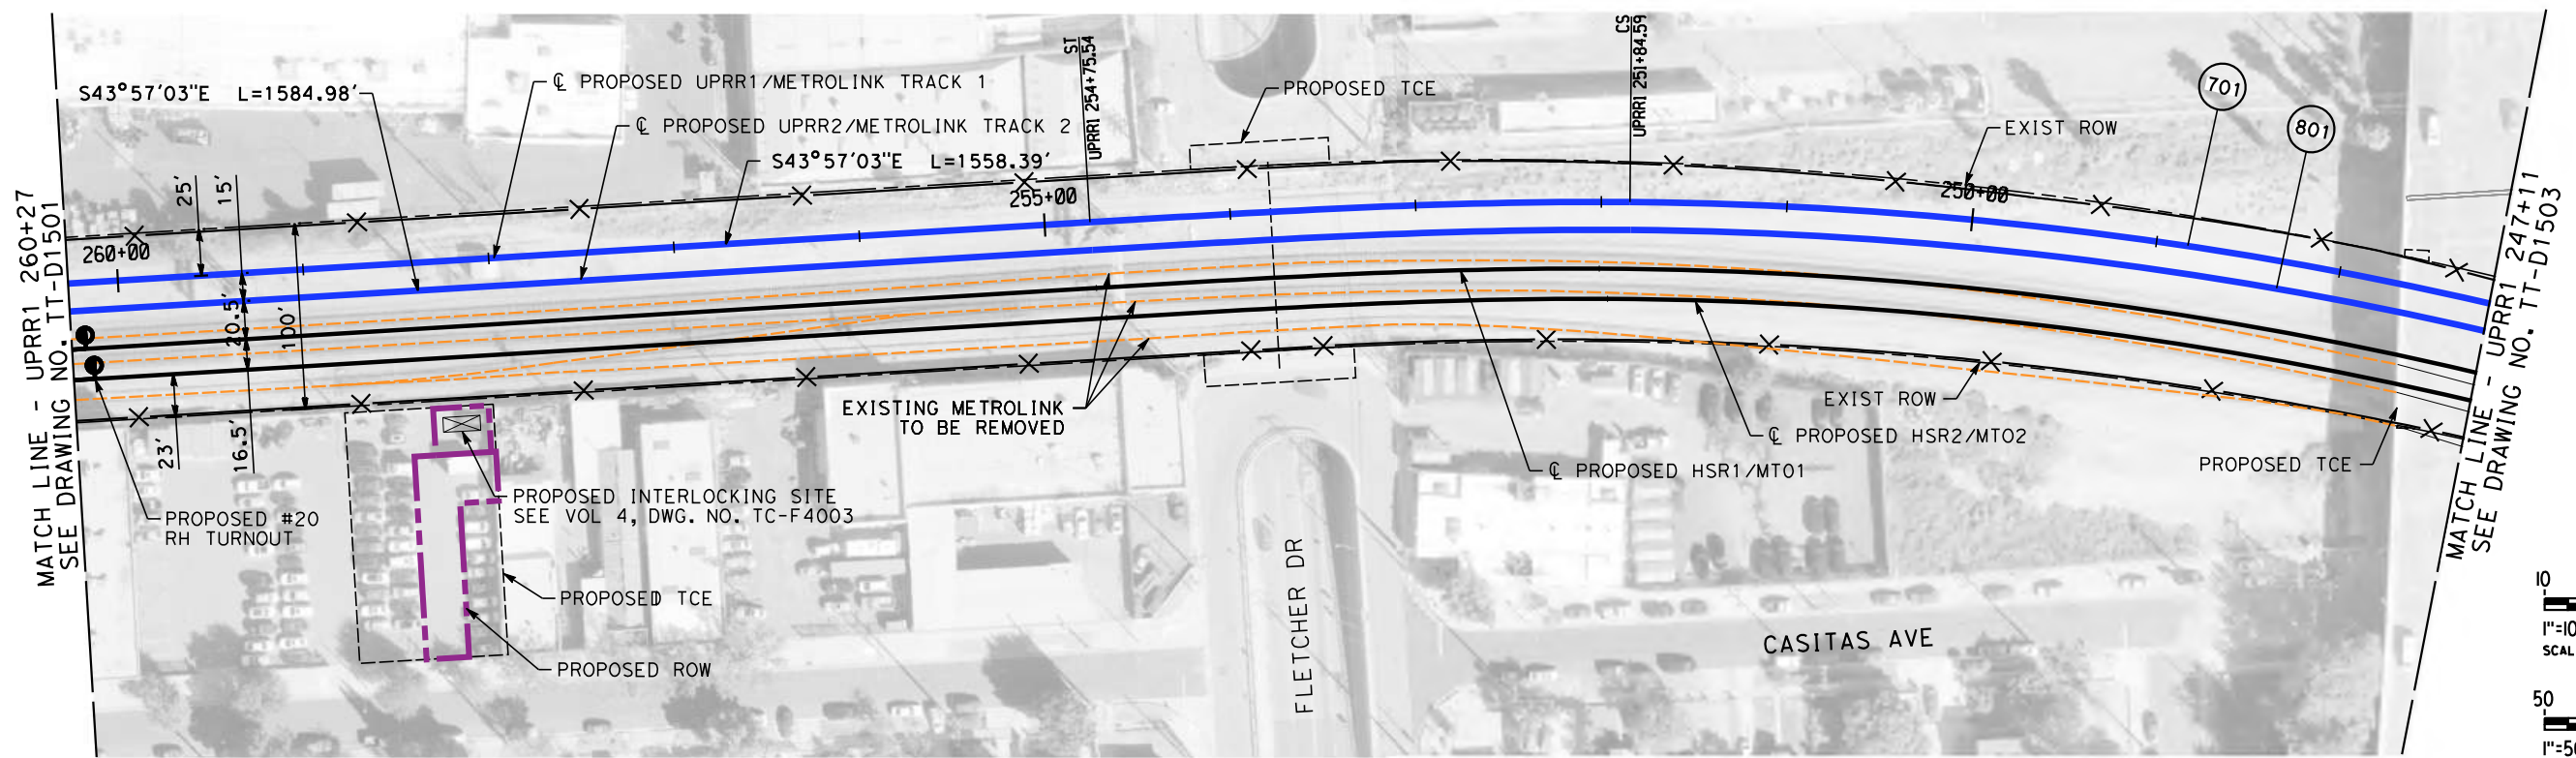 MATCH LINE - UPRR1 260+27
SEE DRAWING NO. TT-D1501
S43°57'03"E L=1584.98'
℄ PROPOSED UPRR1/METROLINK TRACK 1
℄ PROPOSED UPRR2/METROLINK TRACK 2
S43°57'03"E L=1558.39'
ST
UPRR1 254+75.54
PROPOSED TCE
CS
UPRR1 251+84.59
EXIST ROW
701
801
25'
15'
260+00
255+00
250+00
20.5'
100'
23'
16.5'
EXISTING METROLINK
TO BE REMOVED
EXIST ROW
℄ PROPOSED HSR2/MT02
℄ PROPOSED HSR1/MT01
PROPOSED TCE
PROPOSED #20
RH TURNOUT
PROPOSED INTERLOCKING SITE
SEE VOL 4, DWG. NO. TC-F4003
PROPOSED TCE
PROPOSED ROW
FLETCHER DR
CASITAS AVE
MATCH LINE - UPRR1 247+11
SEE DRAWING NO. TT-D1503
10
1"=10
SCAL
50
1"=50